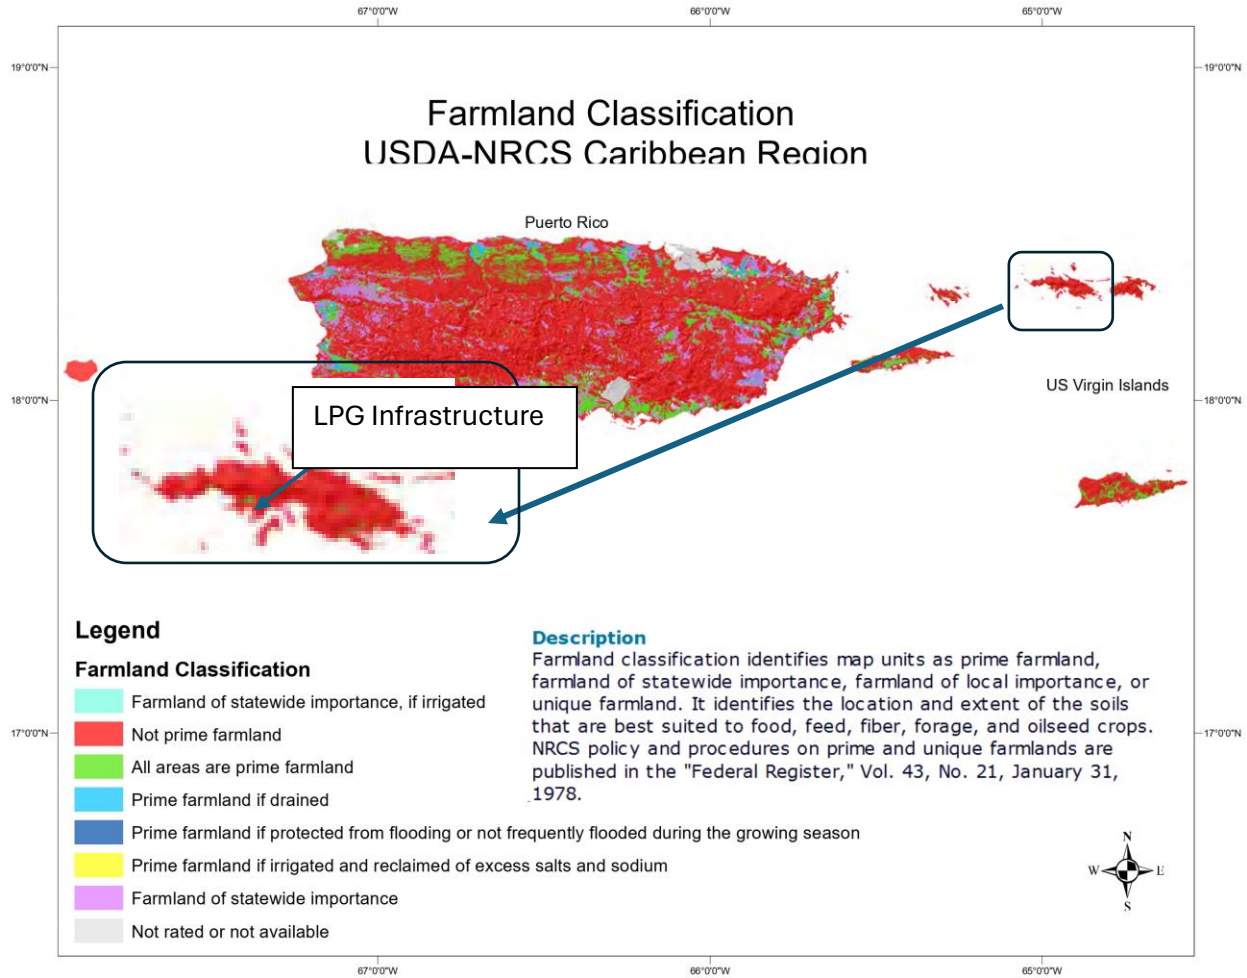 67°0'0"W
66°0'0"W
65°0'0"W
19°0'0"N
19°0'0"N
Farmland Classification
USDA-NRCS Caribbean Region
Puerto Rico
US Virgin Islands
18°0'0"N
18°0'0"N
LPG Infrastructure
Legend
Farmland Classification
Farmland of statewide importance, if irrigated
Not prime farmland
All areas are prime farmland
Prime farmland if drained
Prime farmland if protected from flooding or not frequently flooded during the growing season
Prime farmland if irrigated and reclaimed of excess salts and sodium
Farmland of statewide importance
Not rated or not available
Description
Farmland classification identifies map units as prime farmland,
farmland of statewide importance, farmland of local importance, or
unique farmland. It identifies the location and extent of the soils
that are best suited to food, feed, fiber, forage, and oilseed crops.
NRCS policy and procedures on prime and unique farmlands are
published in the "Federal Register," Vol. 43, No. 21, January 31,
1978.
17°0'0"N
17°0'0"N
N
W E
S
67°0'0"W
66°0'0"W
65°0'0"W